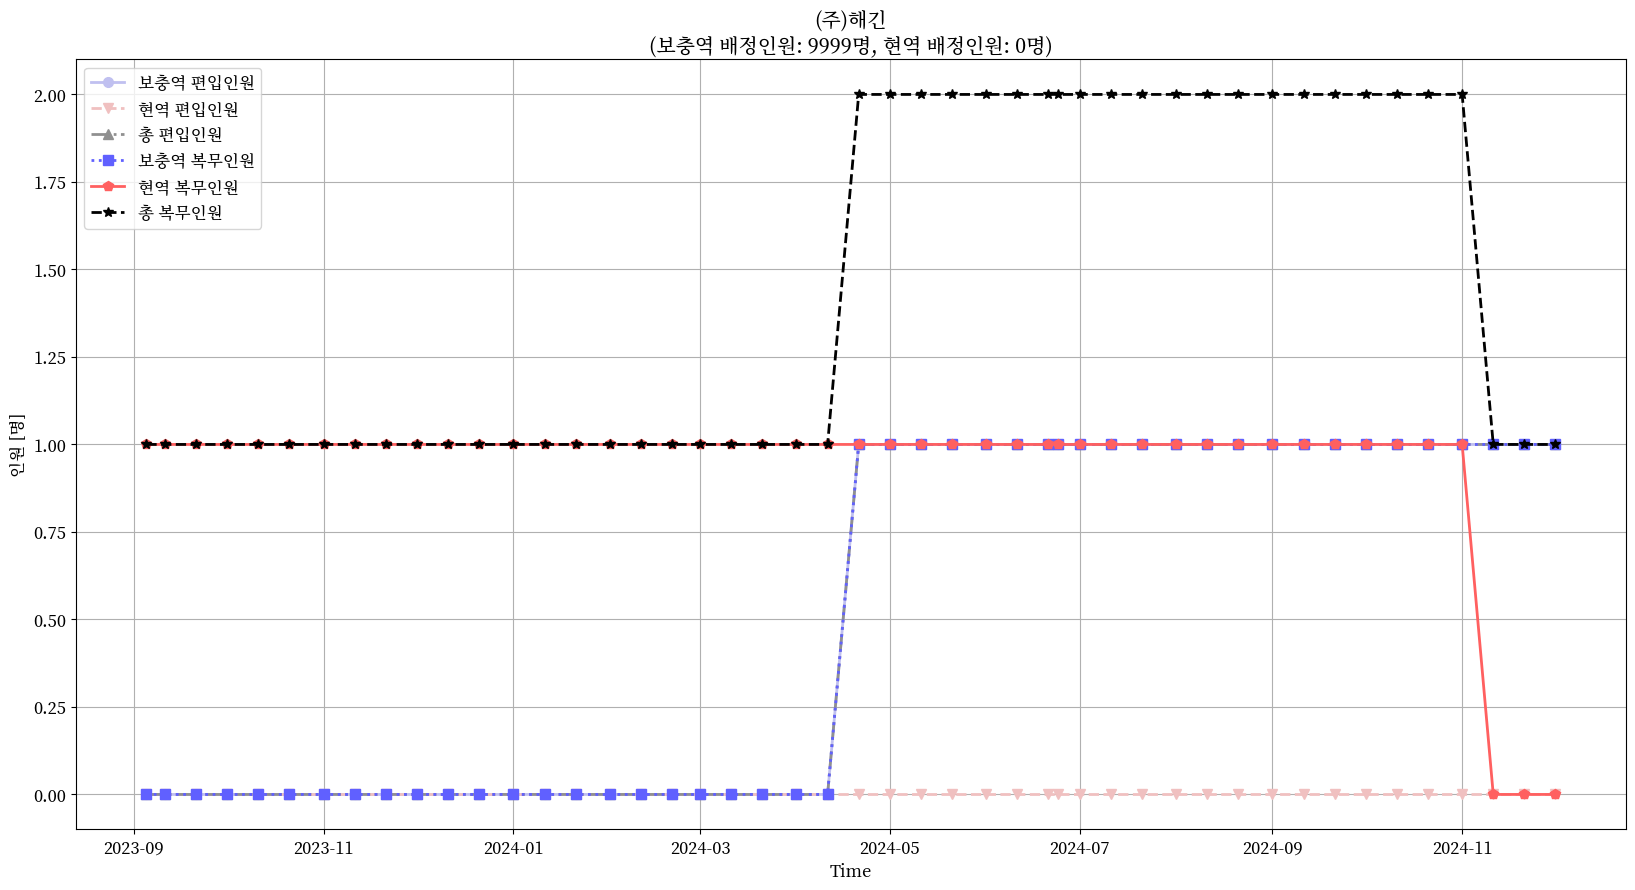 (주)해긴
(보충역 배정인원: 9999명, 현역 배정인원: 0명)
보충역 편입인원
현역 편입인원
총 편입인원
보충역 복무인원
현역 복무인원
총 복무인원
인원 [명]
2.00
1.75
1.50
1.25
1.00
0.75
0.50
0.25
0.00
2023-09 2023-11 2024-01 2024-03 2024-05 2024-07 2024-09 2024-11
Time